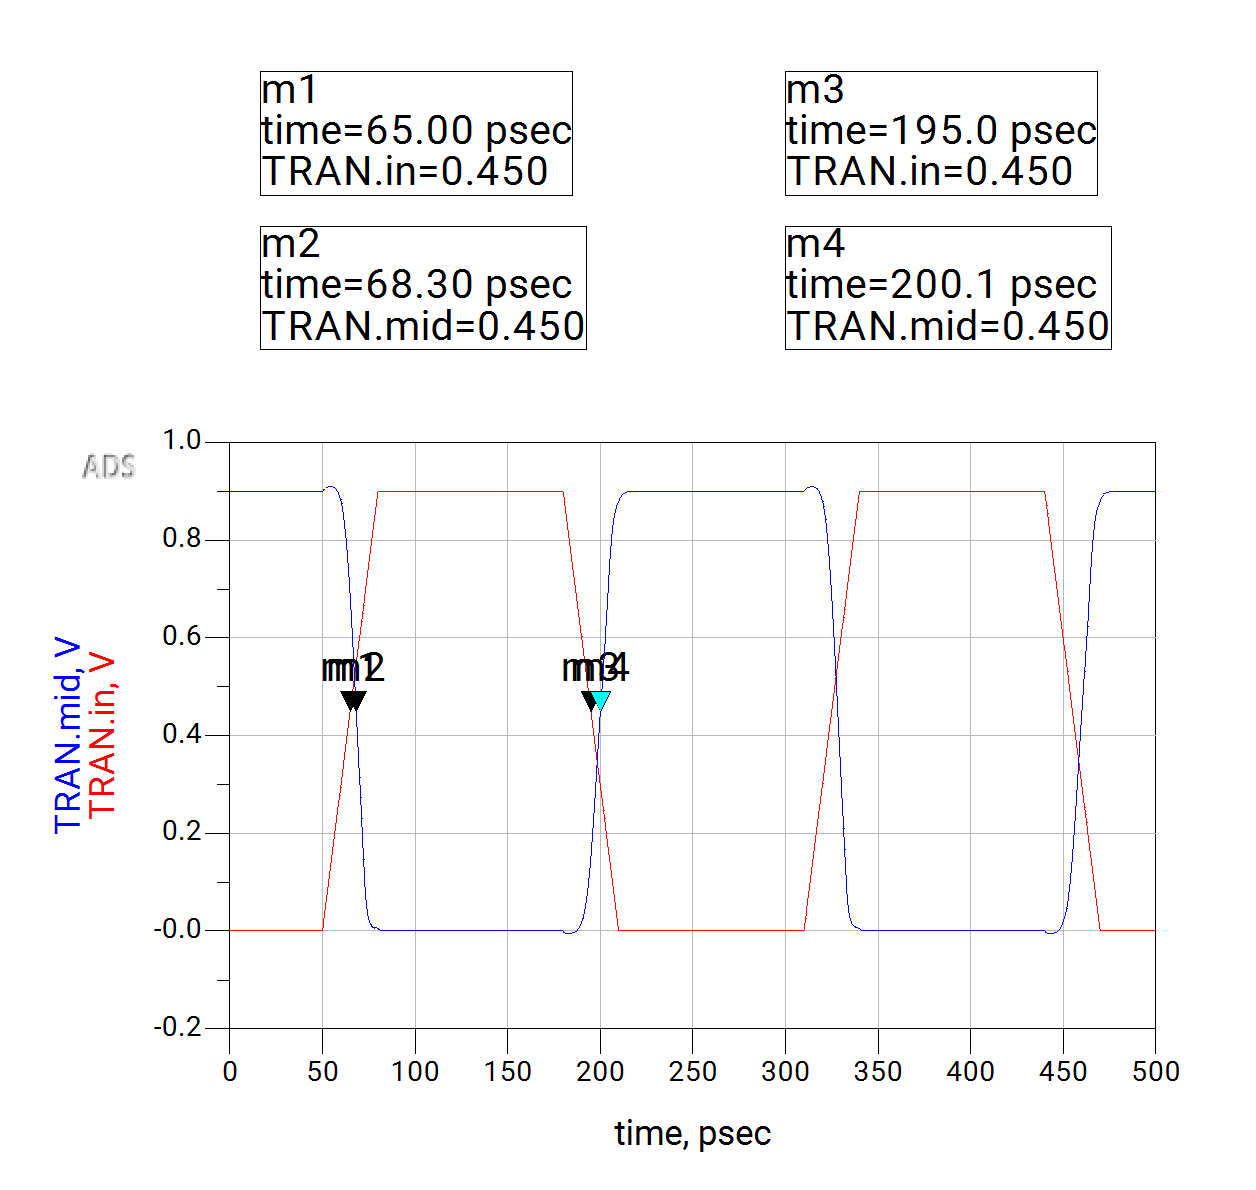 m1
time=65.00 psec
TRAN.in=0.450
m3
time=195.0 psec
TRAN.in=0.450
m2
time=68.30 psec
TRAN.mid=0.450
m4
time=200.1 psec
TRAN.mid=0.450
ADS
1.0
0.8
0.6
0.4
0.2
-0.0
-0.2
TRAN.mid, V
TRAN.in, V
m1
m2
m3
m4
0 50 100 150 200 250 300 350 400 450 500
time, psec